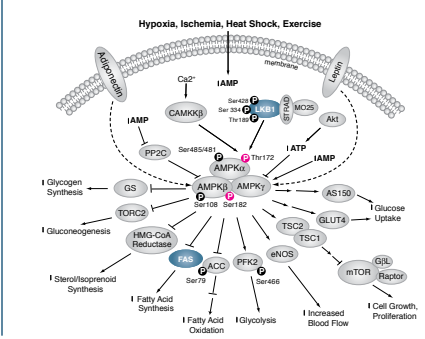 Hypoxia, Ischemia, Heat Shock, Exercise
membrane
Adiponectin
Leptin
Ca2+
AMP
CAMKKβ
Ser428 P
Ser 334 P
Thr189 P
LKB1
STRAD
MO25
Akt
AMP
PP2C
ATP
AMP
Ser485/481 P
P Thr172
AMPKα
AMPKβ
AMPKγ
P Ser108
P Ser182
Glycogen
Synthesis
GS
AS150
Glucose
Uptake
TORC2
GLUT4
Gluconeogenesis
HMG-CoA
Reductase
TSC2
TSC1
FAS
ACC
P Ser79
PFK2
P Ser466
eNOS
mTOR
GβL
Raptor
Sterol/Isoprenoid
Synthesis
Fatty Acid
Synthesis
Fatty Acid
Oxidation
Glycolysis
Increased
Blood Flow
Cell Growth,
Proliferation